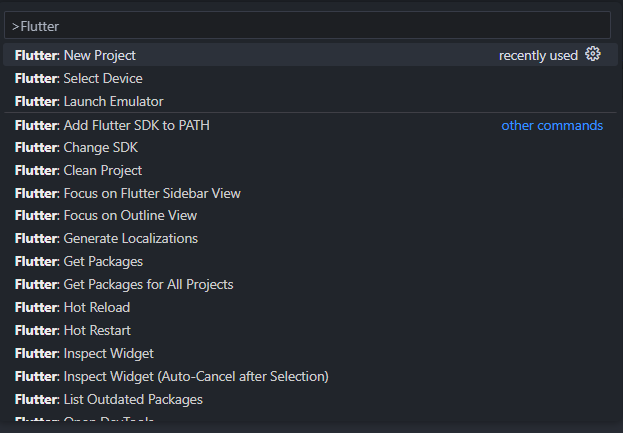 >Flutter
Flutter: New Project recently used
Flutter: Select Device
Flutter: Launch Emulator
Flutter: Add Flutter SDK to PATH other commands
Flutter: Change SDK
Flutter: Clean Project
Flutter: Focus on Flutter Sidebar View
Flutter: Focus on Outline View
Flutter: Generate Localizations
Flutter: Get Packages
Flutter: Get Packages for All Projects
Flutter: Hot Reload
Flutter: Hot Restart
Flutter: Inspect Widget
Flutter: Inspect Widget (Auto-Cancel after Selection)
Flutter: List Outdated Packages
Flutter: Open DevTools